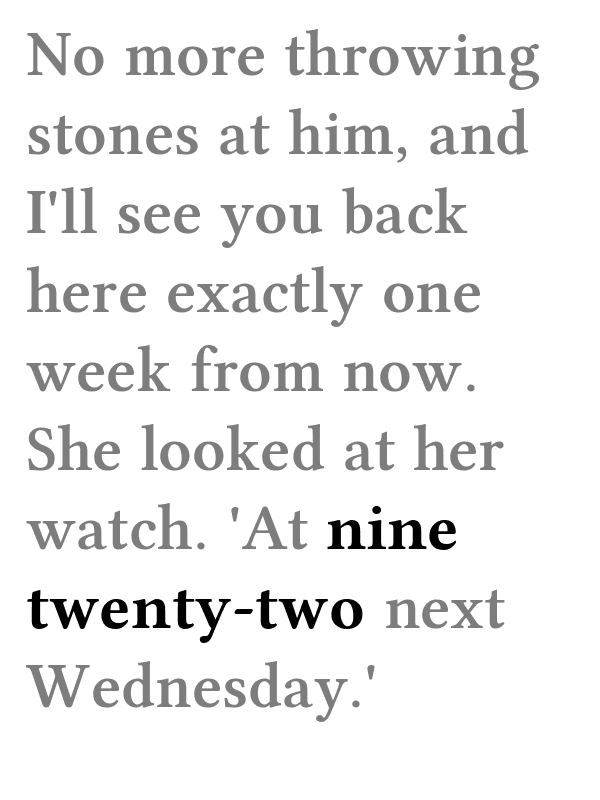 No more throwing
stones at him, and
I'll see you back
here exactly one
week from now.
She looked at her
watch. 'At nine
twenty-two next
Wednesday.'